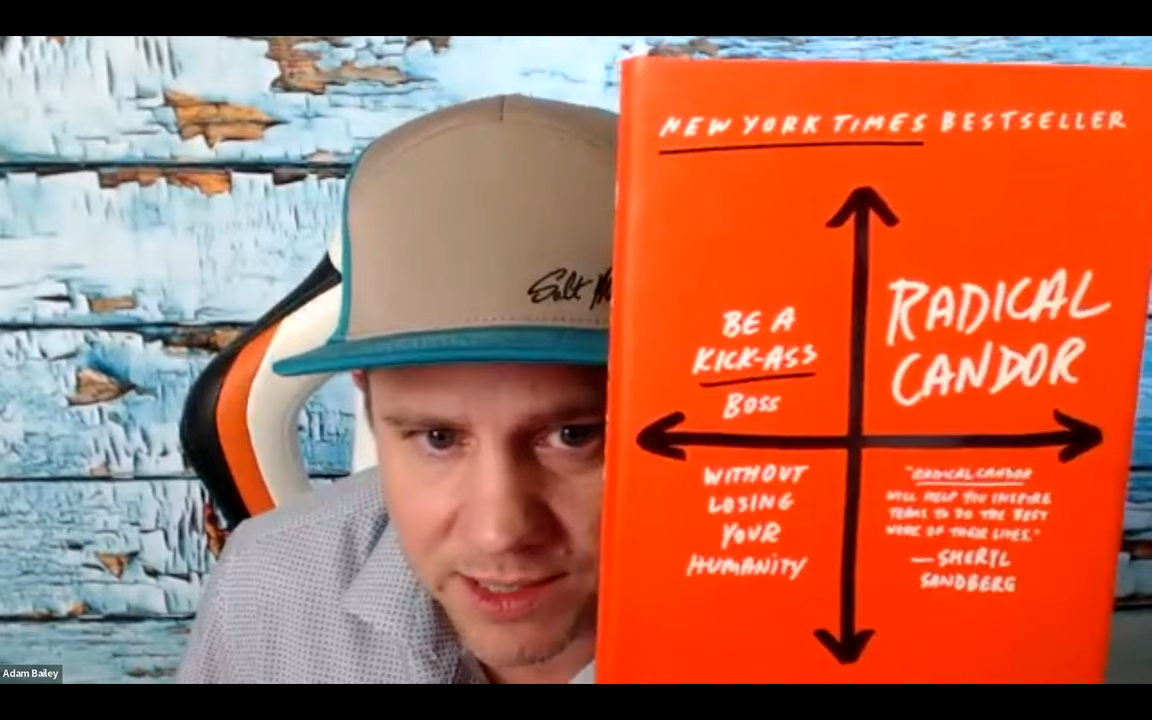 NEW YORK TIMES BESTSELLER
RADICAL
CANDOR
BE A
KICK-ASS
BOSS
WITHOUT
LOSING
YOUR
HUMANITY
"RADICAL CANDOR
WILL HELP YOU INSPIRE
TEAMS TO DO THE BEST
WORK OF THEIR LIVES."
—SHERYL
SANDBERG
Salt
Adam Bailey